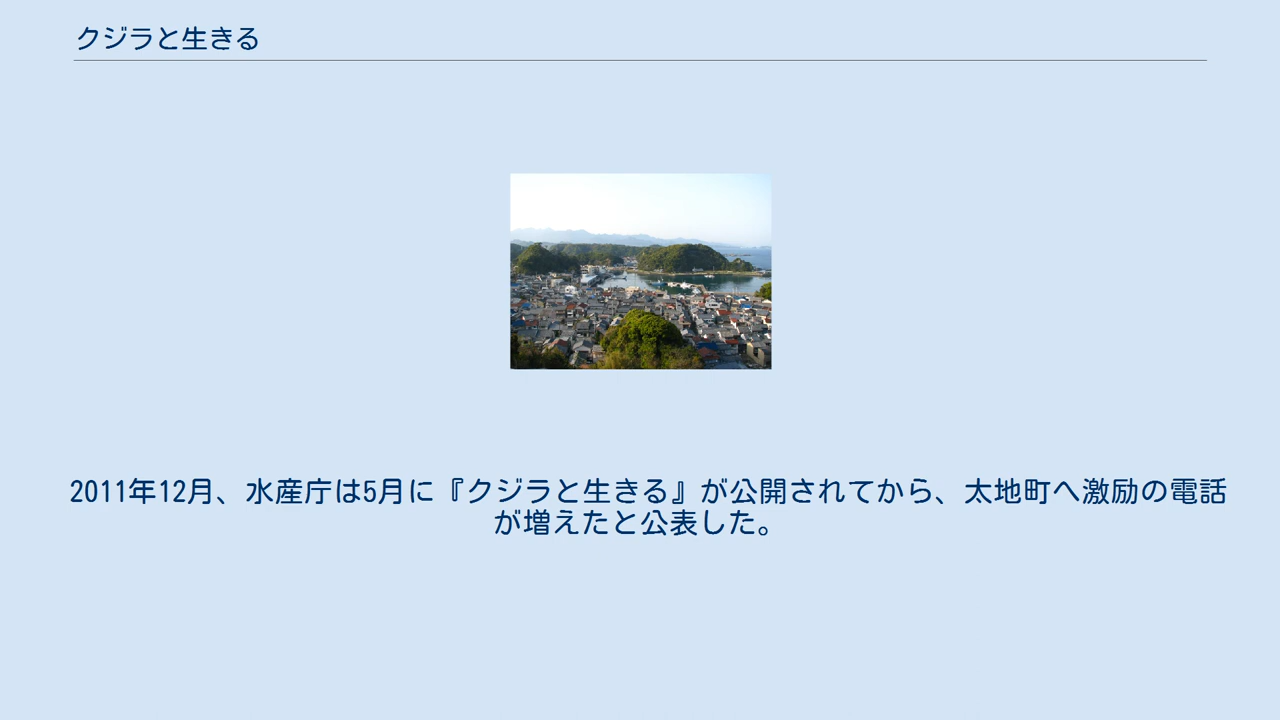 クジラと生きる
2011年12月、水産庁は5月に『クジラと生きる』が公開されてから、太地町へ激励の電話
が増えたと公表した。